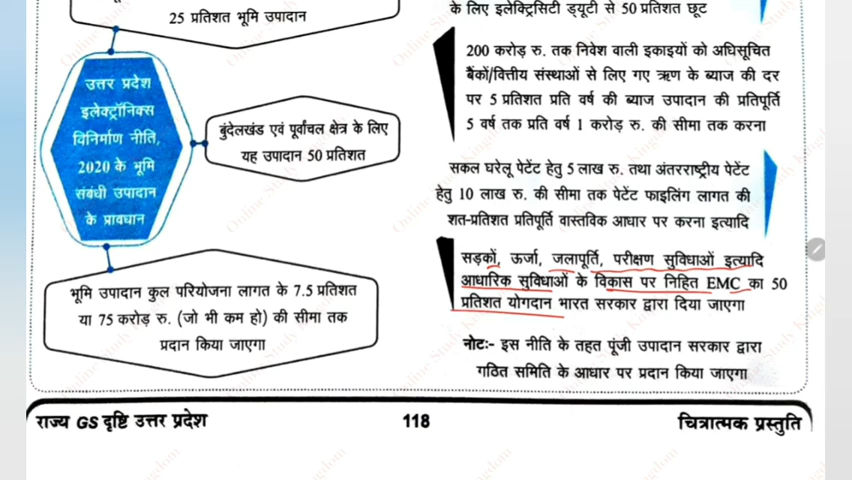 25 प्रतिशत भूमि उपादान
उत्तर प्रदेश
इलेक्ट्रॉनिक्स
विनिर्माण नीति,
2020 के भूमि
संबंधी उपादान
के प्रावधान
बुंदेलखंड एवं पूर्वांचल क्षेत्र के लिए
यह उपादान 50 प्रतिशत
भूमि उपादान कुल परियोजना लागत के 7.5 प्रतिशत
या 75 करोड़ रु. (जो भी कम हो) की सीमा तक
प्रदान किया जाएगा
के लिए इलेक्ट्रिसिटी ड्यूटी से 50 प्रतिशत छूट
200 करोड़ रु. तक निवेश वाली इकाइयों को अधिसूचित
बैंकों/वित्तीय संस्थाओं से लिए गए ऋण के ब्याज की दर
पर 5 प्रतिशत प्रति वर्ष की ब्याज उपादान की प्रतिपूर्ति
5 वर्ष तक प्रति वर्ष 1 करोड़ रु. की सीमा तक करना
सकल घरेलू पेटेंट हेतु 5 लाख रु. तथा अंतरराष्ट्रीय पेटेंट
हेतु 10 लाख रु. की सीमा तक पेटेंट फाइलिंग लागत की
शत-प्रतिशत प्रतिपूर्ति वास्तविक आधार पर करना इत्यादि
सड़कों, ऊर्जा, जलापूर्ति, परीक्षण सुविधाओं इत्यादि
आधारिक सुविधाओं के विकास पर निहित EMC का 50
प्रतिशत योगदान भारत सरकार द्वारा दिया जाएगा
नोट:- इस नीति के तहत पूंजी उपादान सरकार द्वारा
गठित समिति के आधार पर प्रदान किया जाएगा
राज्य GS दृष्टि उत्तर प्रदेश
118
चित्रात्मक प्रस्तुति